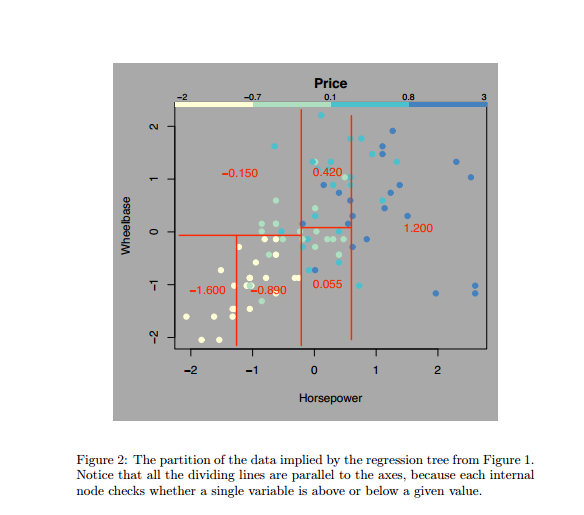 Price
−2 −0.7 0.1 0.8 3
2
−0.150 0.420
1
Wheelbase
0
1.200
−1
−1.600 −0.890 0.055
−2
−2 −1 0 1 2
Horsepower
Figure 2: The partition of the data implied by the regression tree from Figure 1.
Notice that all the dividing lines are parallel to the axes, because each internal
node checks whether a single variable is above or below a given value.